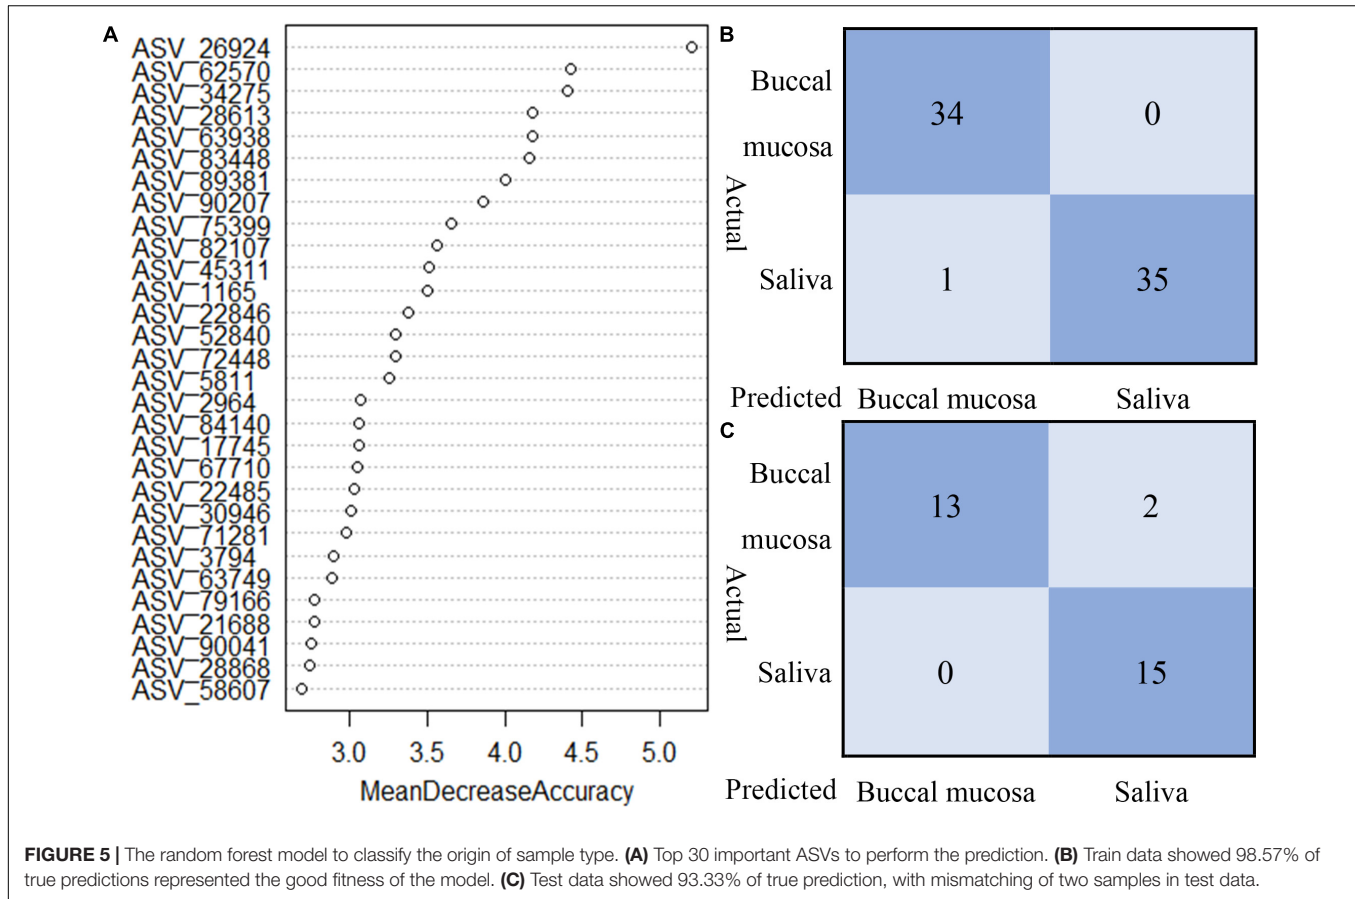 A
ASV_26924
ASV_62570
ASV_34275
ASV_28613
ASV_63938
ASV_83448
ASV_89381
ASV_90207
ASV_75399
ASV_82107
ASV_45311
ASV_1165
ASV_22846
ASV_52840
ASV_72448
ASV_5811
ASV_2964
ASV_84140
ASV_17745
ASV_67710
ASV_22485
ASV_30946
ASV_71281
ASV_3794
ASV_63749
ASV_79166
ASV_21688
ASV_90041
ASV_28868
ASV_58607
3.0 3.5 4.0 4.5 5.0
MeanDecreaseAccuracy
B
Buccal
mucosa
Actual
Saliva
34 0
1 35
Predicted Buccal mucosa Saliva
C
Buccal
mucosa
Actual
Saliva
13 2
0 15
Predicted Buccal mucosa Saliva
FIGURE 5 | The random forest model to classify the origin of sample type. (A) Top 30 important ASVs to perform the prediction. (B) Train data showed 98.57% of
true predictions represented the good fitness of the model. (C) Test data showed 93.33% of true prediction, with mismatching of two samples in test data.